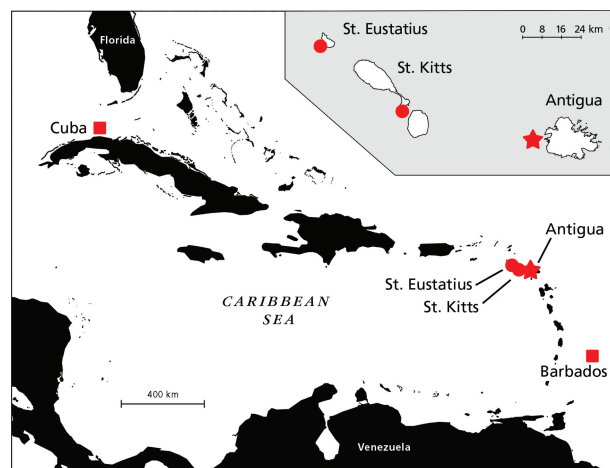 Florida
St. Eustatius
0 8 16 24 km
St. Kitts
Antigua
Cuba
Antigua
St. Eustatius
St. Kitts
CARIBBEAN
SEA
Barbados
400 km
Venezuela